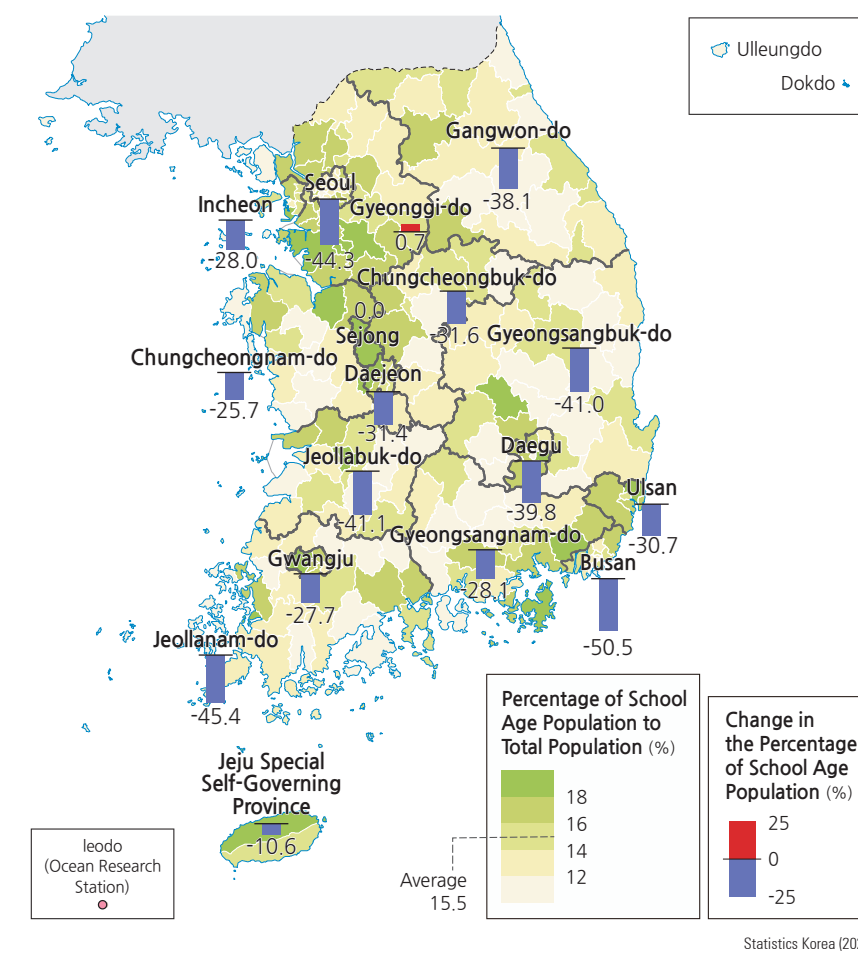 Ulleungdo
Dokdo
Gangwon-do
-38.1
Seoul
-44.3
Incheon
-28.0
Gyeonggi-do
0.7
Chungcheongbuk-do
-31.6
0.0
Sejong
Gyeongsangbuk-do
-41.0
Chungcheongnam-do
-25.7
Daejeon
-31.4
Jeollabuk-do
-41.1
Daegu
-39.8
Ulsan
-30.7
Gyeongsangnam-do
-28.1
Busan
-50.5
Gwangju
-27.7
Jeollanam-do
-45.4
Jeju Special
Self-Governing
Province
-10.6
Ieodo
(Ocean Research
Station)
Percentage of School
Age Population to
Total Population (%)
18
16
14
12
Average
15.5
Change in
the Percentage
of School Age
Population (%)
25
0
-25
Statistics Korea (202